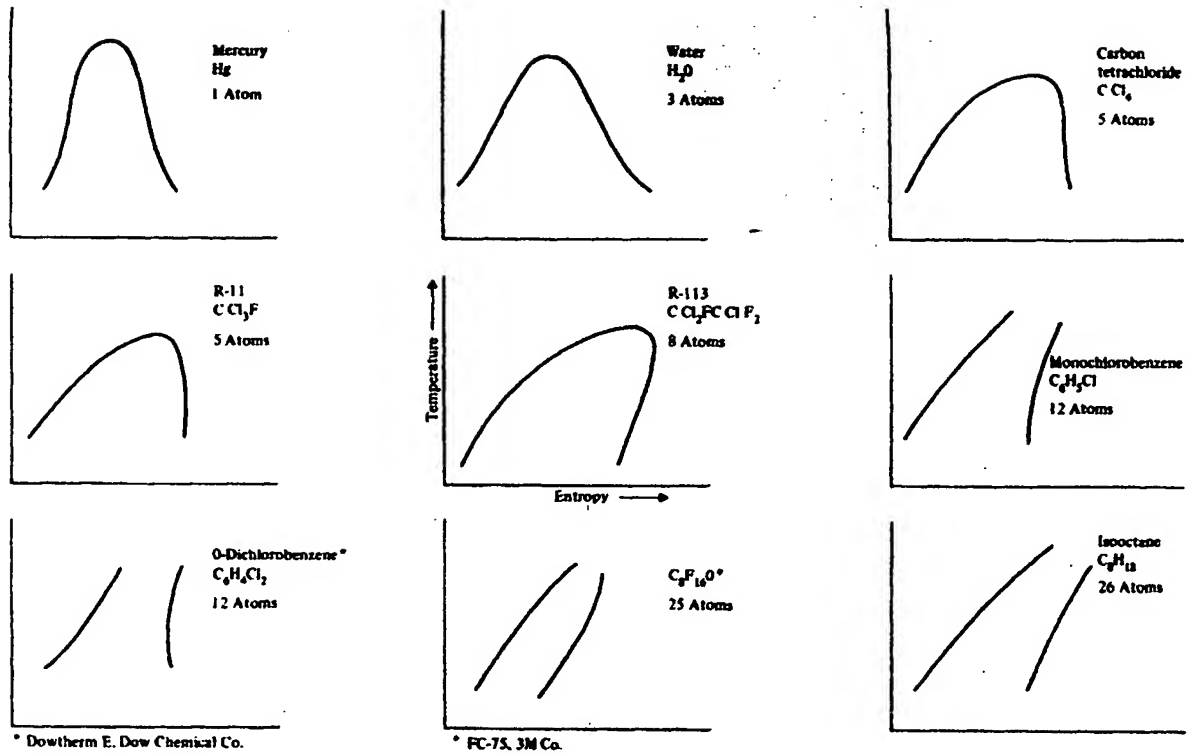 Mercury
Hg
1 Atom
Water
H₂O
3 Atoms
Carbon
tetrachloride
C Cl₄
5 Atoms
R-11
C Cl₃F
5 Atoms
Temperature
Entropy
R-113
C Cl₂FC Cl F₂
8 Atoms
Monochlorobenzene
C₆H₅Cl
12 Atoms
0-Dichlorobenzene*
C₆H₄Cl₂
12 Atoms
* Dowtherm E, Dow Chemical Co.
C₈F₁₆0*
25 Atoms
* FC-75, 3M Co.
Isooctane
C₈H₁₈
26 Atoms